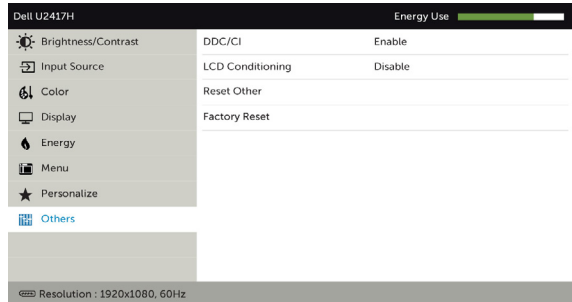 Dell U2417H
Energy Use
Brightness/Contrast
Input Source
Color
Display
Energy
Menu
Personalize
Others
DDC/CI Enable
LCD Conditioning Disable
Reset Other
Factory Reset
Resolution : 1920x1080, 60Hz